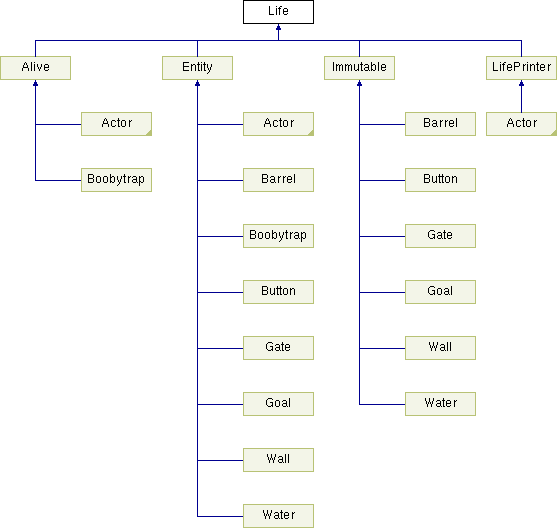 Life
Alive Entity Immutable LifePrinter
Actor Actor Barrel Actor
Boobytrap Barrel Button
Boobytrap Gate
Button Goal
Gate Wall
Goal Water
Wall
Water